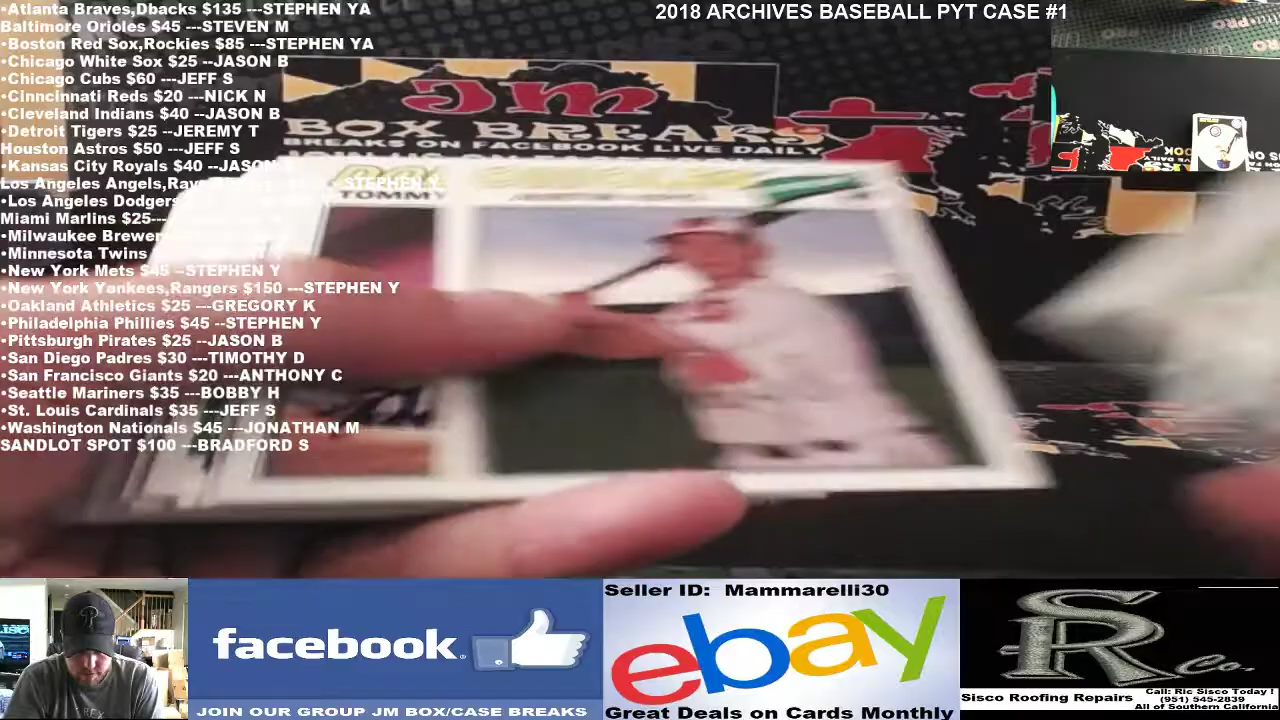 •Atlanta Braves,Dbacks $135 ---STEPHEN YA
Baltimore Orioles $45 ---STEVEN M
•Boston Red Sox,Rockies $85 ---STEPHEN YA
•Chicago White Sox $25 --JASON B
•Chicago Cubs $60 ---JEFF S
•Cinncinnati Reds $20 ---NICK N
•Cleveland Indians $40 --JASON B
•Detroit Tigers $25 --JEREMY T
Houston Astros $50 ---JEFF S
•Kansas City Royals $40 --JASON
Los Angeles Angels,Rays STEPHEN Y
•Los Angeles Dodgers
Miami Marlins $25---
•Milwaukee Brewers
•Minnesota Twins
•New York Mets $45 --STEPHEN Y
•New York Yankees,Rangers $150 ---STEPHEN Y
•Oakland Athletics $25 ---GREGORY K
•Philadelphia Phillies $45 --STEPHEN Y
•Pittsburgh Pirates $25 --JASON B
•San Diego Padres $30 ---TIMOTHY D
•San Francisco Giants $20 ---ANTHONY C
•Seattle Mariners $35 ---BOBBY H
•St. Louis Cardinals $35 ---JEFF S
•Washington Nationals $45 ---JONATHAN M
SANDLOT SPOT $100 ---BRADFORD S
2018 ARCHIVES BASEBALL PYT CASE #1
JM
BOX BREAKS
BREAKS ON FACEBOOK LIVE DAILY
TOMMY
facebook
JOIN OUR GROUP JM BOX/CASE BREAKS
Seller ID: Mammarelli30
ebay
Great Deals on Cards Monthly
SR Co.
Sisco Roofing Repairs
Call: Ric Sisco Today !
(951) 545-2839
All of Southern California